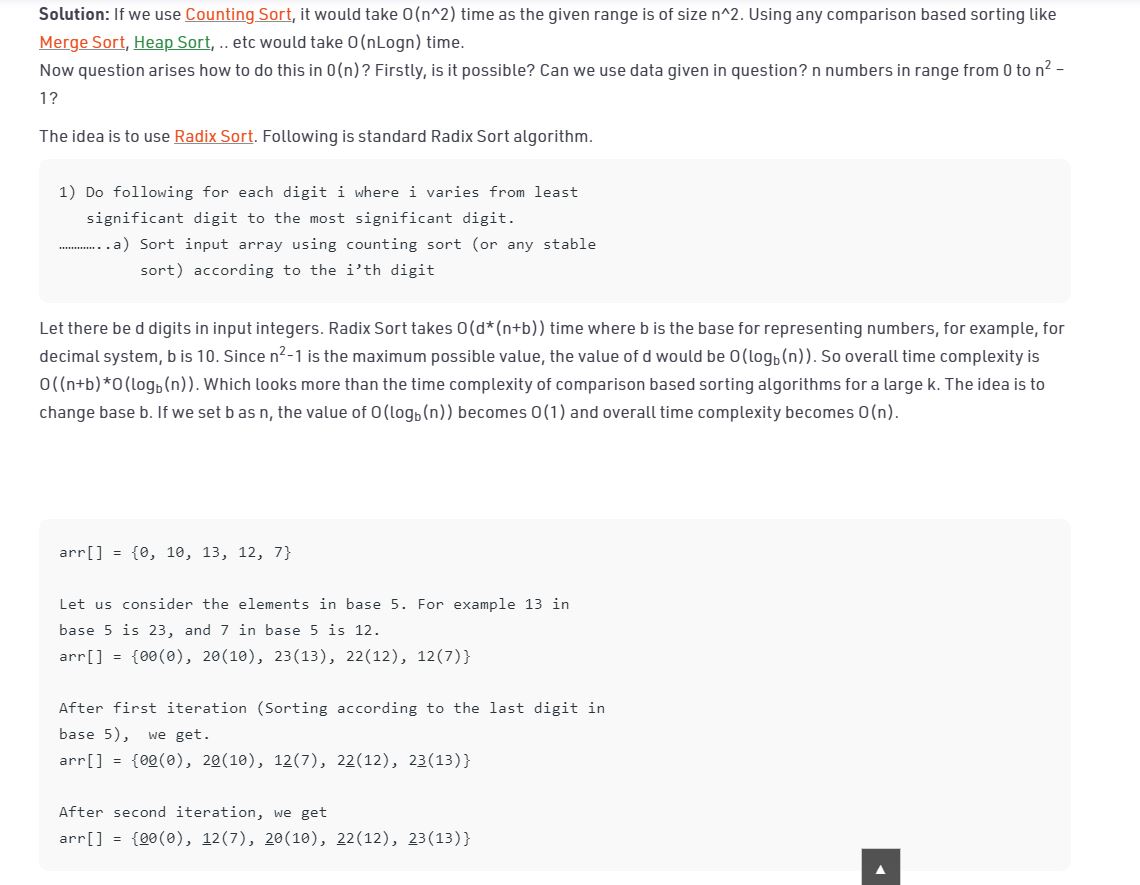 Solution: If we use Counting Sort, it would take O(n^2) time as the given range is of size n^2. Using any comparison based sorting like
Merge Sort, Heap Sort, .. etc would take O(nLogn) time.
Now question arises how to do this in 0(n)? Firstly, is it possible? Can we use data given in question? n numbers in range from 0 to n² –
1?
The idea is to use Radix Sort. Following is standard Radix Sort algorithm.
1) Do following for each digit i where i varies from least
significant digit to the most significant digit.
…………..a) Sort input array using counting sort (or any stable
sort) according to the i’th digit
Let there be d digits in input integers. Radix Sort takes O(d*(n+b)) time where b is the base for representing numbers, for example, for
decimal system, b is 10. Since n²-1 is the maximum possible value, the value of d would be O(log_b(n)). So overall time complexity is
O((n+b)*O(log_b(n)). Which looks more than the time complexity of comparison based sorting algorithms for a large k. The idea is to
change base b. If we set b as n, the value of O(log_b(n)) becomes O(1) and overall time complexity becomes O(n).
arr[] = {0, 10, 13, 12, 7}
Let us consider the elements in base 5. For example 13 in
base 5 is 23, and 7 in base 5 is 12.
arr[] = {00(0), 20(10), 23(13), 22(12), 12(7)}
After first iteration (Sorting according to the last digit in
base 5), we get.
arr[] = {00(0), 20(10), 12(7), 22(12), 23(13)}
After second iteration, we get
arr[] = {00(0), 12(7), 20(10), 22(12), 23(13)}